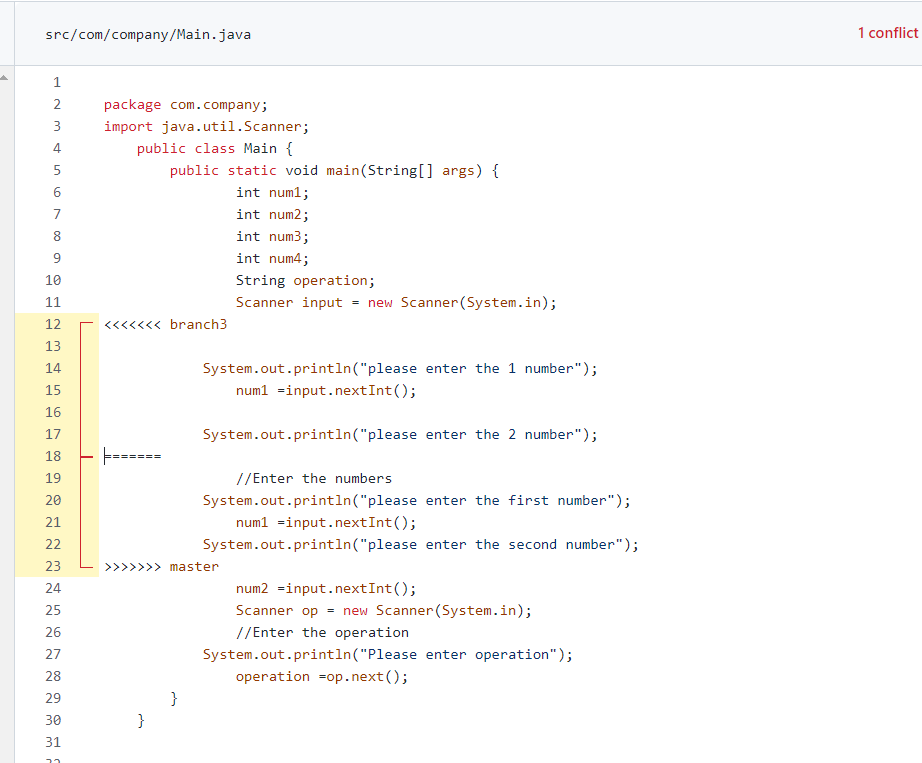 src/com/company/Main.java
1 conflict
1
2 package com.company;
3 import java.util.Scanner;
4 public class Main {
5 public static void main(String[] args) {
6 int num1;
7 int num2;
8 int num3;
9 int num4;
10 String operation;
11 Scanner input = new Scanner(System.in);
12 <<<<<<< branch3
13
14 System.out.println("please enter the 1 number");
15 num1 =input.nextInt();
16
17 System.out.println("please enter the 2 number");
18 =======
19 //Enter the numbers
20 System.out.println("please enter the first number");
21 num1 =input.nextInt();
22 System.out.println("please enter the second number");
23 >>>>>>> master
24 num2 =input.nextInt();
25 Scanner op = new Scanner(System.in);
26 //Enter the operation
27 System.out.println("Please enter operation");
28 operation =op.next();
29 }
30 }
31